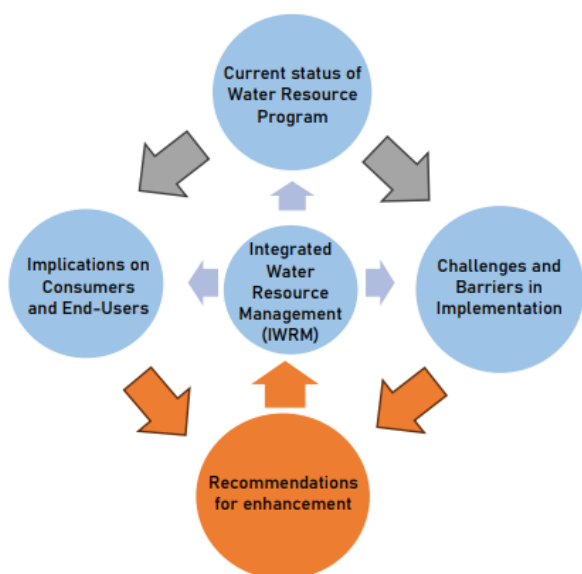 Current status of
Water Resource
Program
Implications on
Consumers
and End-Users
Integrated
Water
Resource
Management
(IWRM)
Challenges and
Barriers in
Implementation
Recommendations
for enhancement